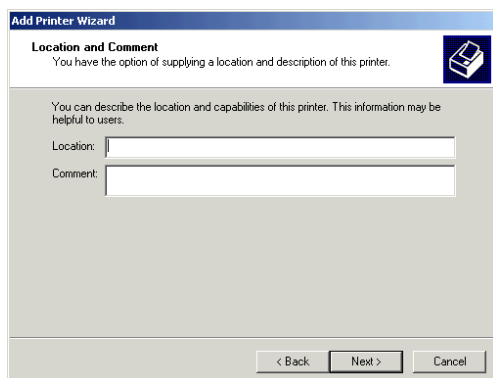 Add Printer Wizard
Location and Comment
You have the option of supplying a location and description of this printer.
You can describe the location and capabilities of this printer. This information may be
helpful to users.
Location:
Comment:
< Back
Next >
Cancel